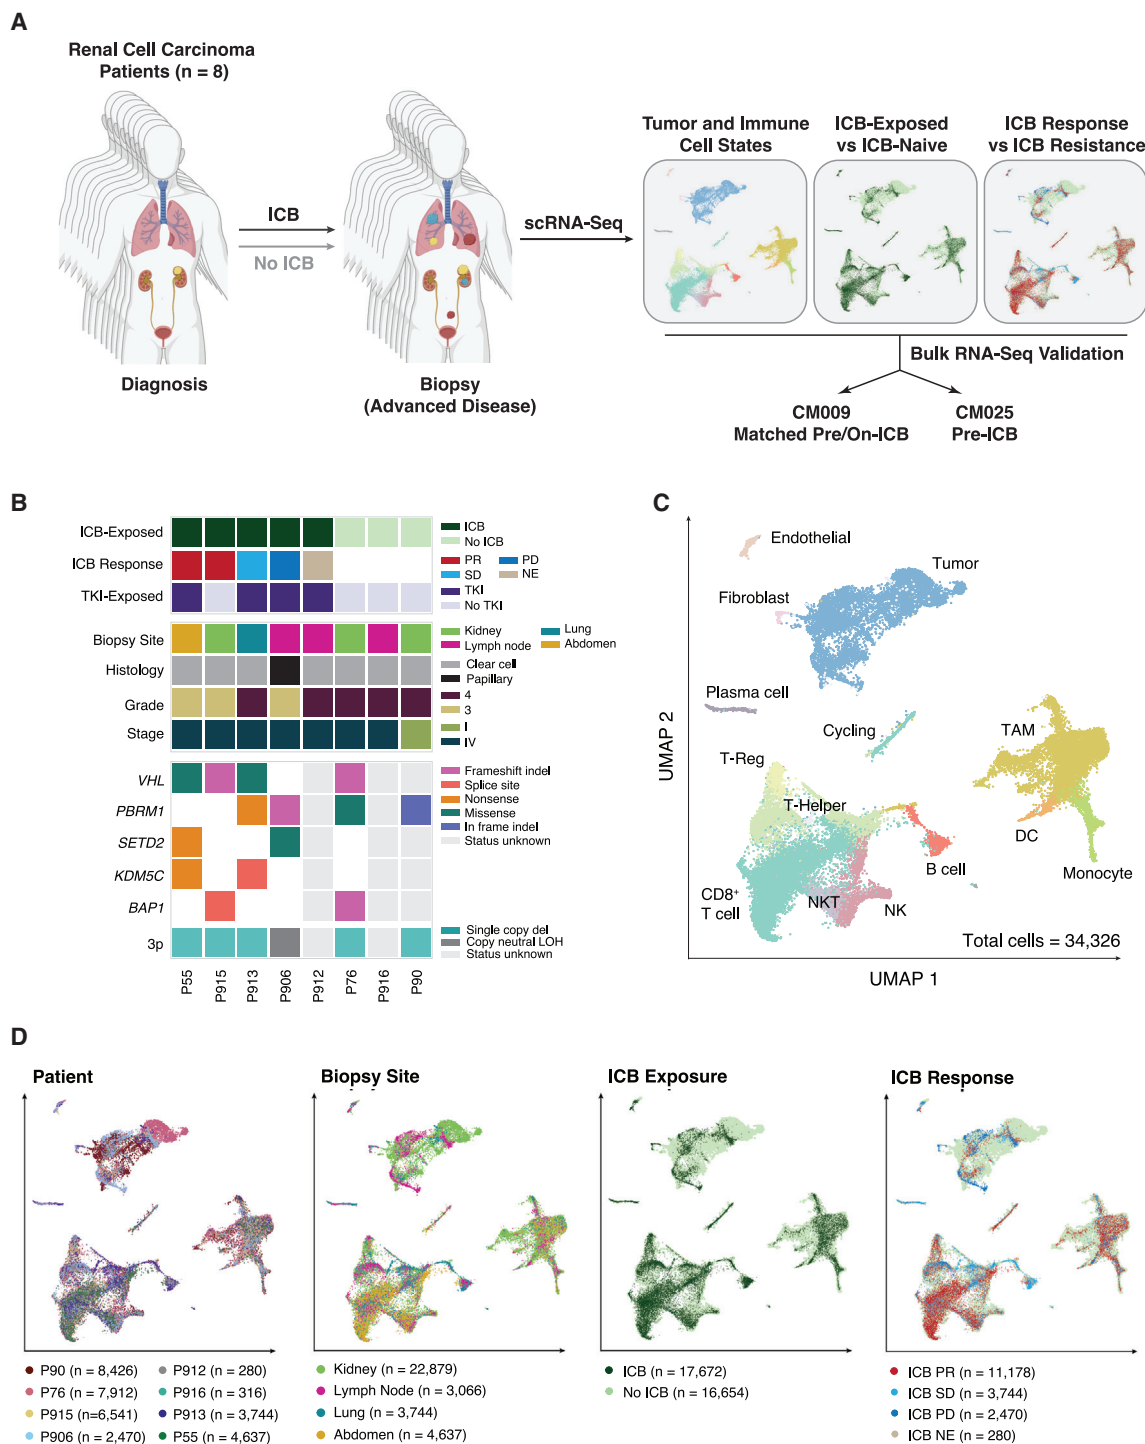 A
Renal Cell Carcinoma
Patients (n = 8)
ICB
No ICB
Diagnosis
Biopsy
(Advanced Disease)
scRNA-Seq
Tumor and Immune
Cell States
ICB-Exposed
vs ICB-Naive
ICB Response
vs ICB Resistance
Bulk RNA-Seq Validation
CM009
Matched Pre/On-ICB
CM025
Pre-ICB
B
ICB-Exposed
ICB Response
TKI-Exposed
ICB
No ICB
PR
PD
SD
NE
TKI
No TKI
Biopsy Site
Histology
Grade
Stage
Kidney
Lung
Lymph node
Abdomen
Clear cell
Papillary
4
3
I
IV
VHL
PBRM1
SETD2
KDM5C
BAP1
3p
Frameshift indel
Splice site
Nonsense
Missense
In frame indel
Status unknown
Single copy del
Copy neutral LOH
Status unknown
P55
P915
P913
P906
P912
P76
P916
P90
C
UMAP 2
Endothelial
Tumor
Fibroblast
Plasma cell
Cycling
TAM
T-Reg
T-Helper
DC
B cell
Monocyte
CD8⁺
T cell
NKT
NK
Total cells = 34,326
UMAP 1
D
Patient
P90 (n = 8,426)
P912 (n = 280)
P76 (n = 7,912)
P916 (n = 316)
P915 (n=6,541)
P913 (n = 3,744)
P906 (n = 2,470)
P55 (n = 4,637)
Biopsy Site
Kidney (n = 22,879)
Lymph Node (n = 3,066)
Lung (n = 3,744)
Abdomen (n = 4,637)
ICB Exposure
ICB (n = 17,672)
No ICB (n = 16,654)
ICB Response
ICB PR (n = 11,178)
ICB SD (n = 3,744)
ICB PD (n = 2,470)
ICB NE (n = 280)